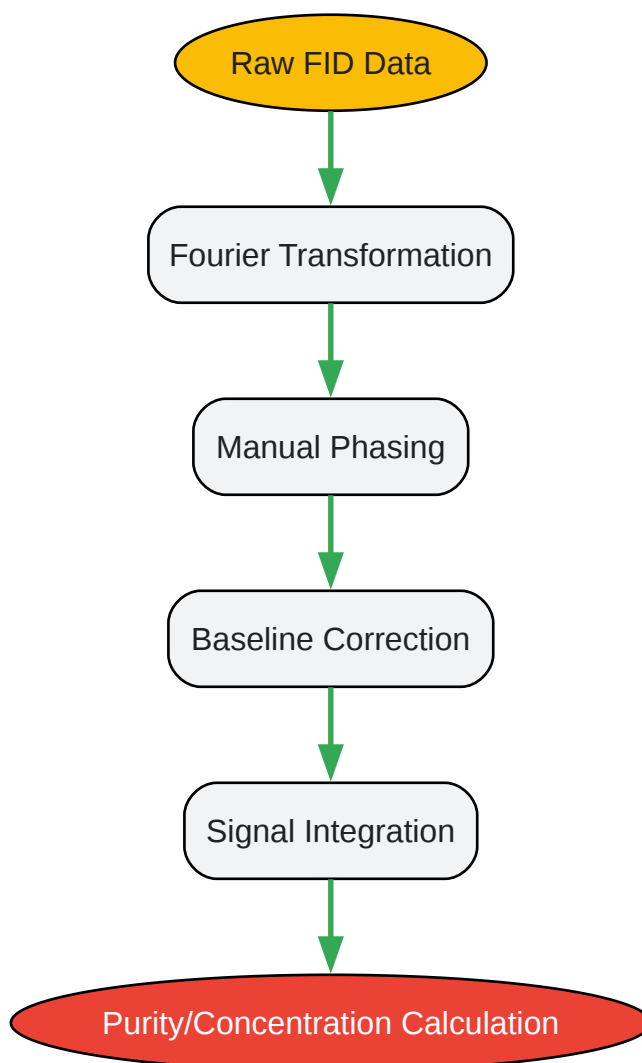 Raw FID Data
Fourier Transformation
Manual Phasing
Baseline Correction
Signal Integration
Purity/Concentration Calculation